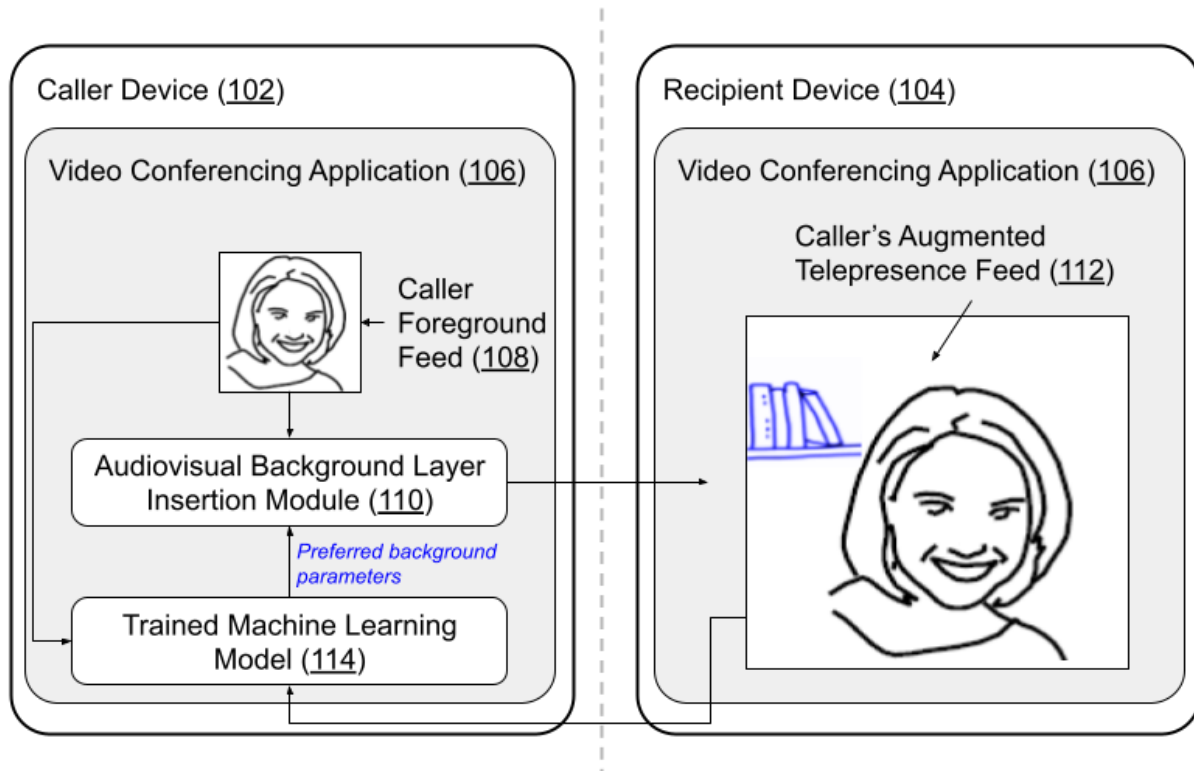 Caller Device (102)
Video Conferencing Application (106)
Caller
Foreground
Feed (108)
Audiovisual Background Layer
Insertion Module (110)
Preferred background
parameters
Trained Machine Learning
Model (114)
Recipient Device (104)
Video Conferencing Application (106)
Caller’s Augmented
Telepresence Feed (112)